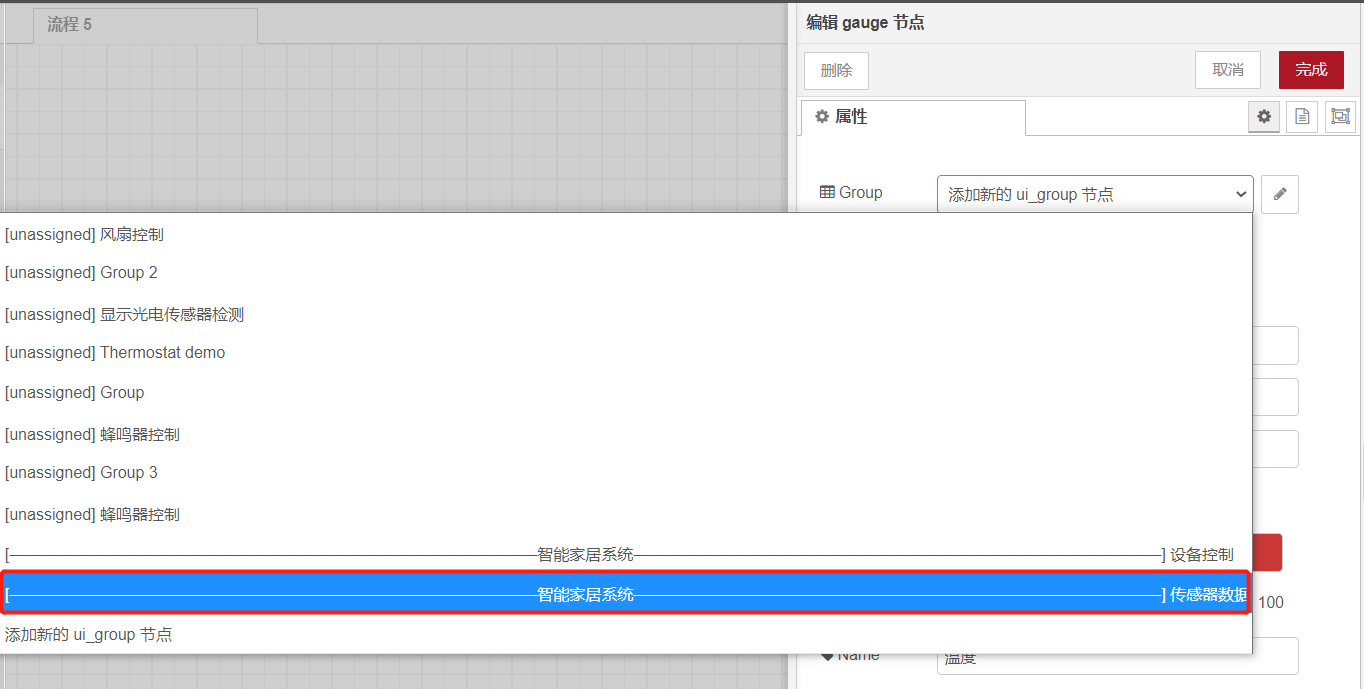 流程 5
编辑 gauge 节点
删除
取消
完成
属性
Group
添加新的 ui_group 节点
[unassigned] 风扇控制
[unassigned] Group 2
[unassigned] 显示光电传感器检测
[unassigned] Thermostat demo
[unassigned] Group
[unassigned] 蜂鸣器控制
[unassigned] Group 3
[unassigned] 蜂鸣器控制
[—————————————————————————————————智能家居系统—————————————————————————————————] 设备控制
[—————————————————————————————————智能家居系统—————————————————————————————————] 传感器数据
100
添加新的 ui_group 节点
Name
温度